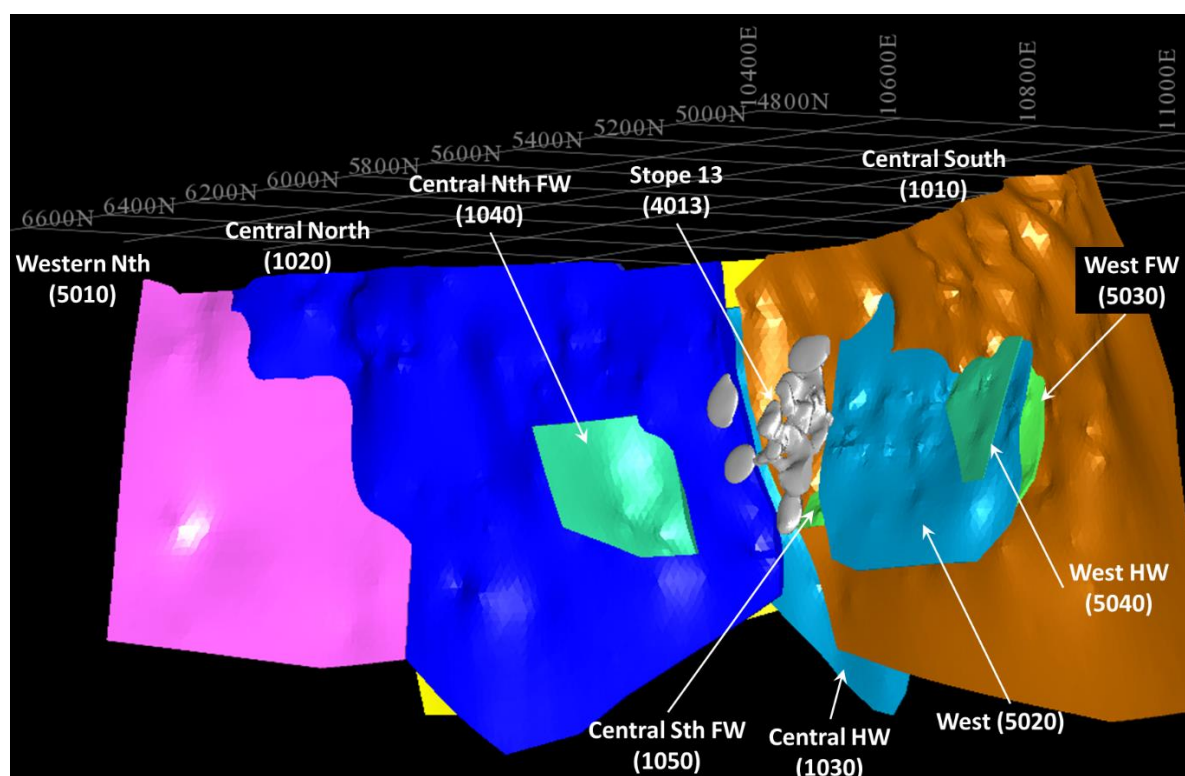 10400E
10600E
10800E
11000E
4800N
5000N
5200N
5400N
5600N
5800N
6000N
6200N
6400N
6600N
Central South
(1010)
Stope 13
(4013)
Central Nth FW
(1040)
Central North
(1020)
Western Nth
(5010)
West FW
(5030)
West HW
(5040)
West (5020)
Central Sth FW
(1050)
Central HW
(1030)